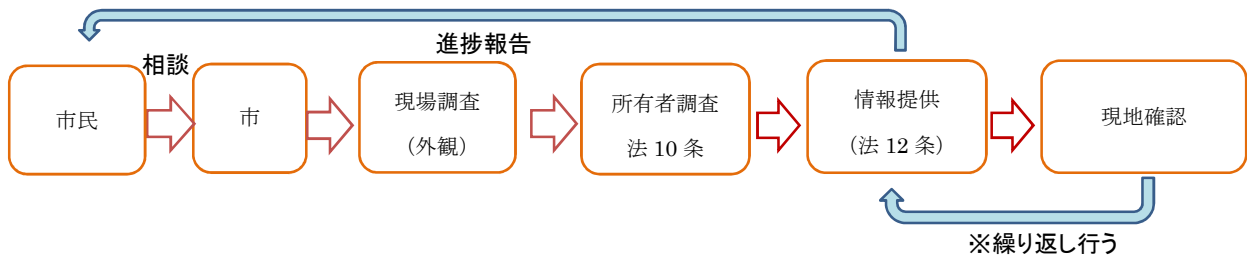 進捗報告
相談
市民
市
現場調査
（外観）
所有者調査
法 10 条
情報提供
（法 12 条）
現地確認
※繰り返し行う